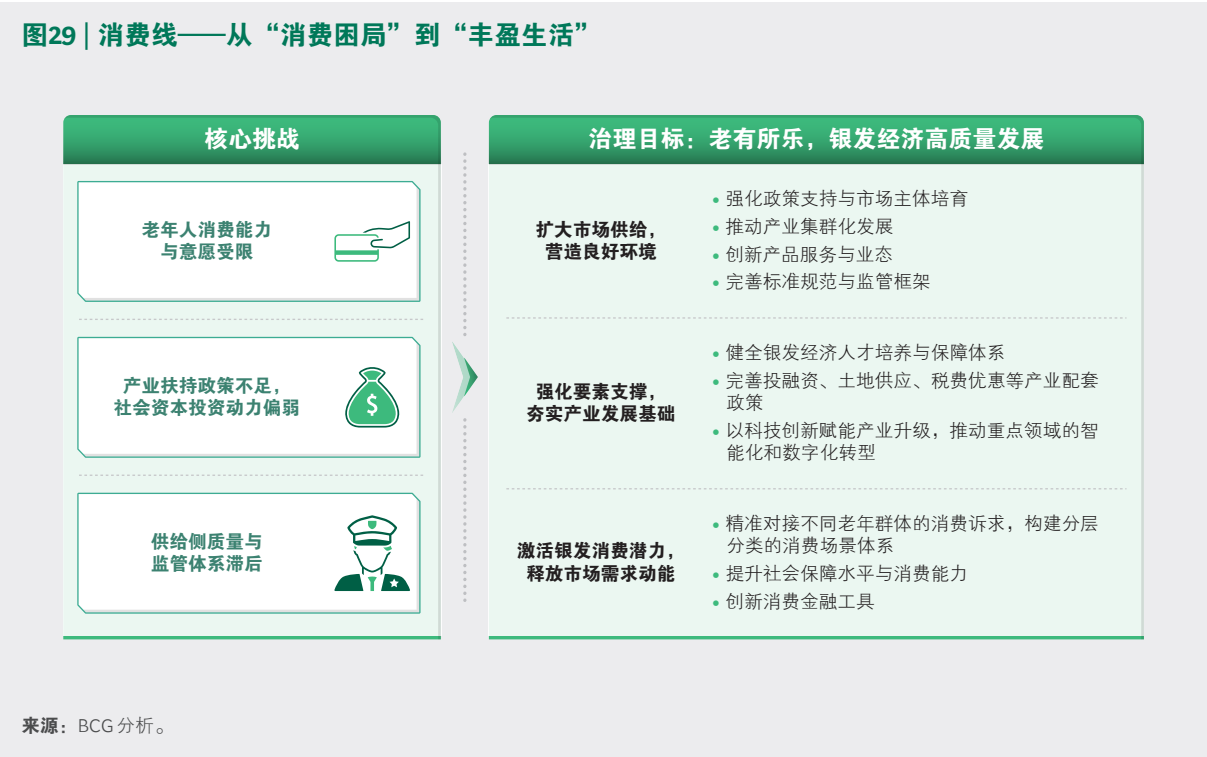 图29 | 消费线——从“消费困局”到“丰盈生活”
核心挑战
老年人消费能力
与意愿受限
产业扶持政策不足，
社会资本投资动力偏弱
$
供给侧质量与
监管体系滞后
治理目标：老有所乐，银发经济高质量发展
扩大市场供给，
营造良好环境
• 强化政策支持与市场主体培育
• 推动产业集群化发展
• 创新产品服务与业态
• 完善标准规范与监管框架
强化要素支撑，
夯实产业发展基础
• 健全银发经济人才培养与保障体系
• 完善投融资、土地供应、税费优惠等产业配套
政策
• 以科技创新赋能产业升级，推动重点领域的智
能化和数字化转型
激活银发消费潜力，
释放市场需求动能
• 精准对接不同老年群体的消费诉求，构建分层
分类的消费场景体系
• 提升社会保障水平与消费能力
• 创新消费金融工具
来源：BCG分析。